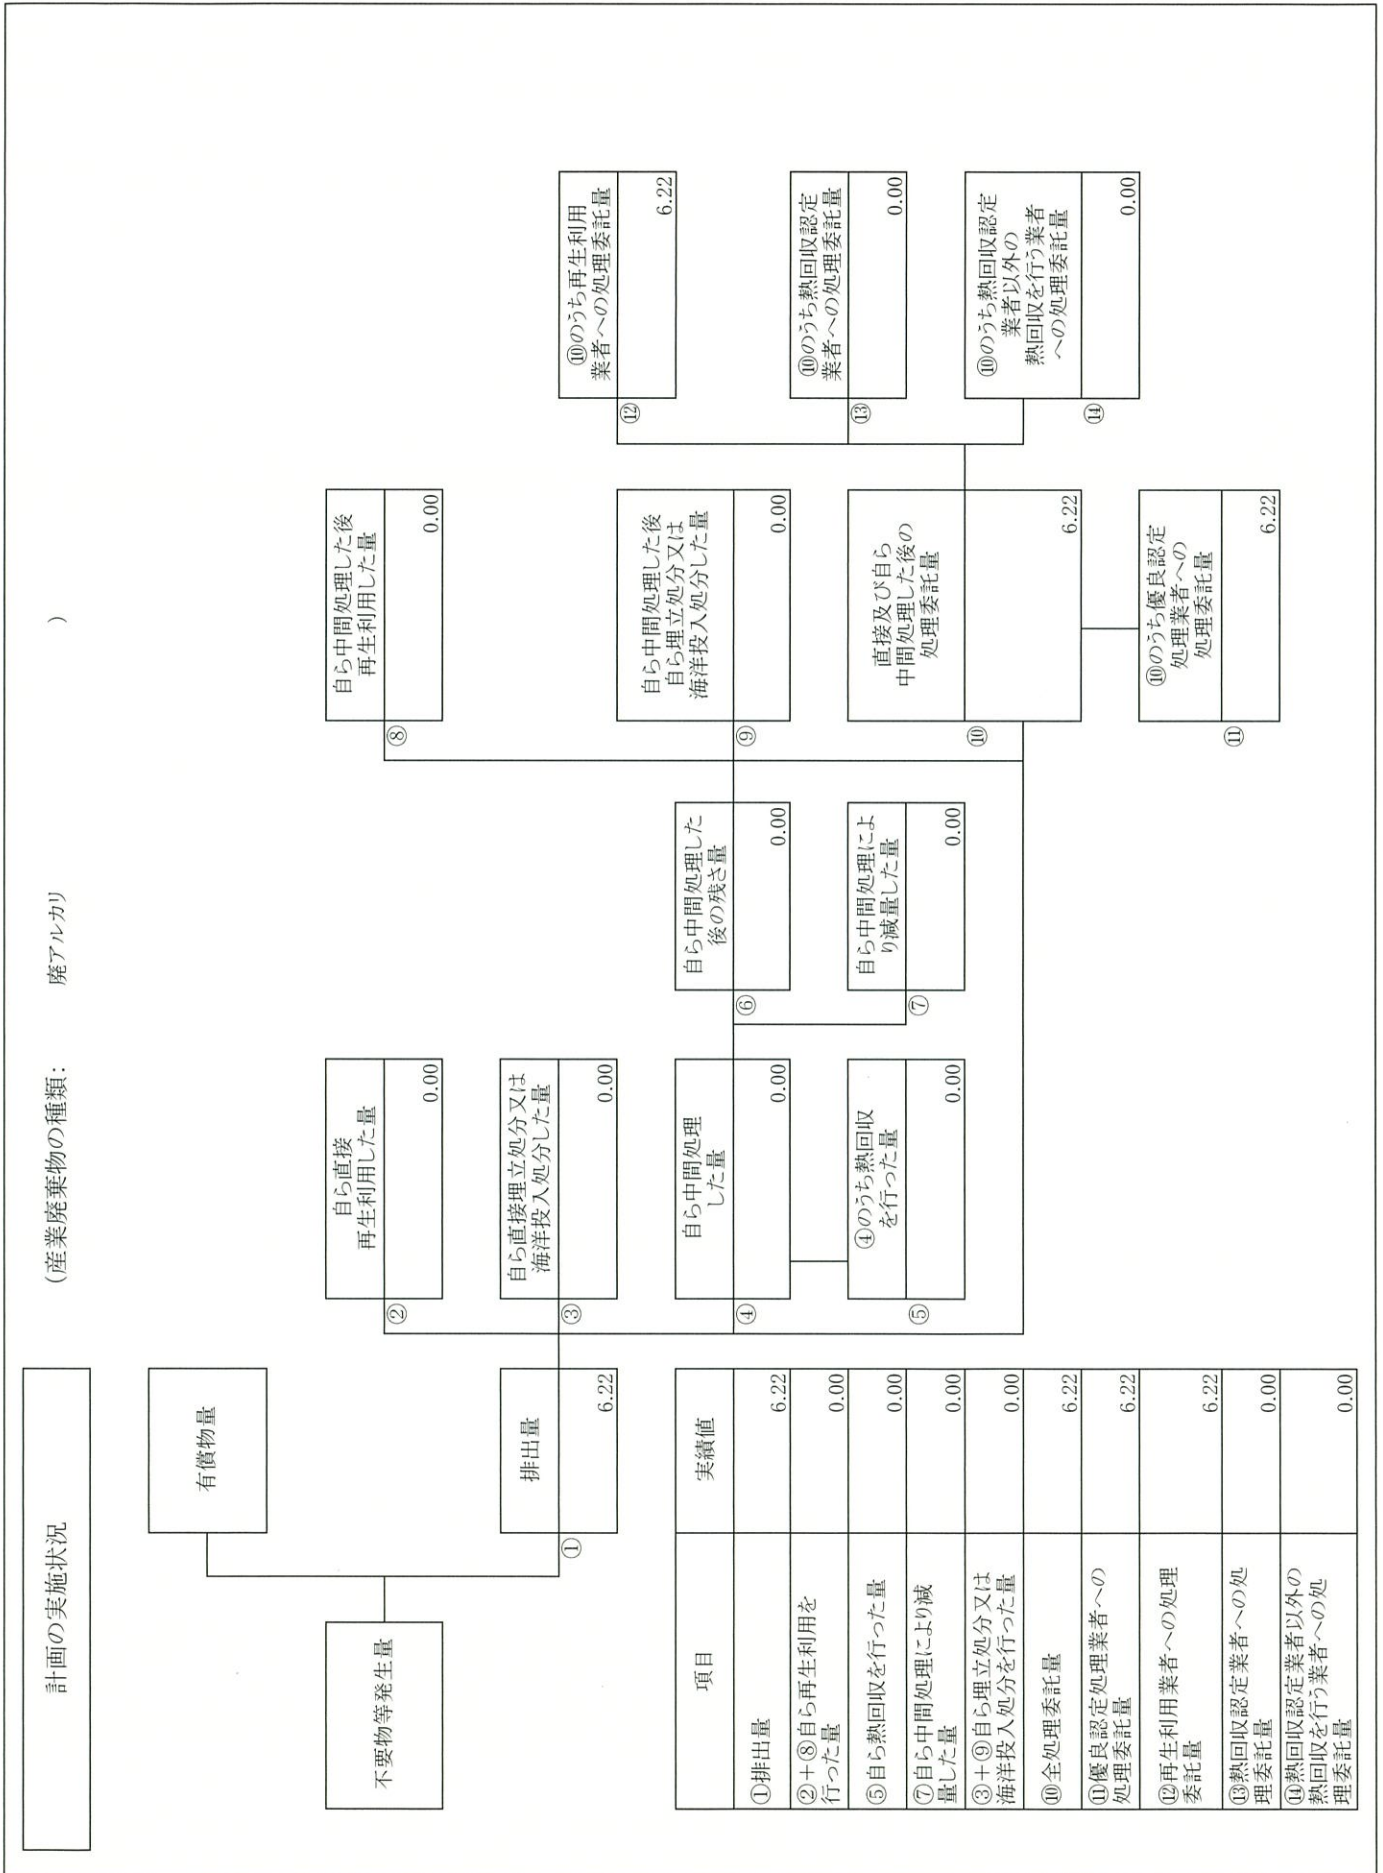 計画の実施状況
(産業廃棄物の種類：　廃アルカリ　)
有償物量
不要物等発生量
①
排出量
6.22
②
自ら直接
再生利用した量
0.00
③
自ら直接埋立処分又は
海洋投入処分した量
0.00
④
自ら中間処理
した量
0.00
⑤
④のうち熱回収
を行った量
0.00
⑥
自ら中間処理した
後の残さ量
0.00
⑦
自ら中間処理によ
り減量した量
0.00
⑧
自ら中間処理した後
再生利用した量
0.00
⑨
自ら中間処理した後
自ら埋立処分又は
海洋投入処分した量
0.00
⑩
直接及び自ら
中間処理した後の
処理委託量
6.22
⑪
⑩のうち優良認定
処理業者への
処理委託量
6.22
⑫
⑩のうち再生利用
業者への処理委託量
6.22
⑬
⑩のうち熱回収認定
業者への処理委託量
0.00
⑭
⑩のうち熱回収認定
業者以外の
熱回収を行う業者
への処理委託量
0.00
項目　実績値
①排出量　6.22
②+⑧自ら再生利用を
行った量　0.00
⑤自ら熱回収を行った量　0.00
⑦自ら中間処理により減
量した量　0.00
③+⑨自ら埋立処分又は
海洋投入処分を行った量　0.00
⑩全処理委託量　6.22
⑪優良認定処理業者への
処理委託量　6.22
⑫再生利用業者への処理
委託量　6.22
⑬熱回収認定業者への処
理委託量　0.00
⑭熱回収認定業者以外の
熱回収を行う業者への処
理委託量　0.00